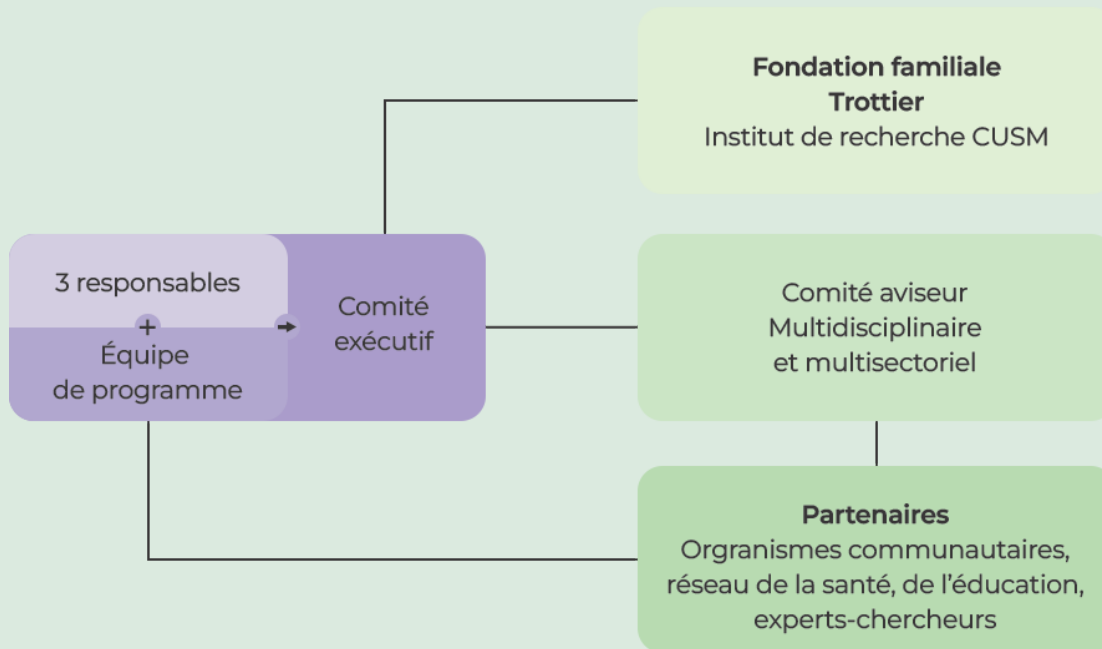 Fondation familiale
Trottier
Institut de recherche CUSM
3 responsables
+
Équipe
de programme
Comité
exécutif
Comité aviseur
Multidisciplinaire
et multisectoriel
Partenaires
Orgranismes communautaires,
réseau de la santé, de l'éducation,
experts-chercheurs